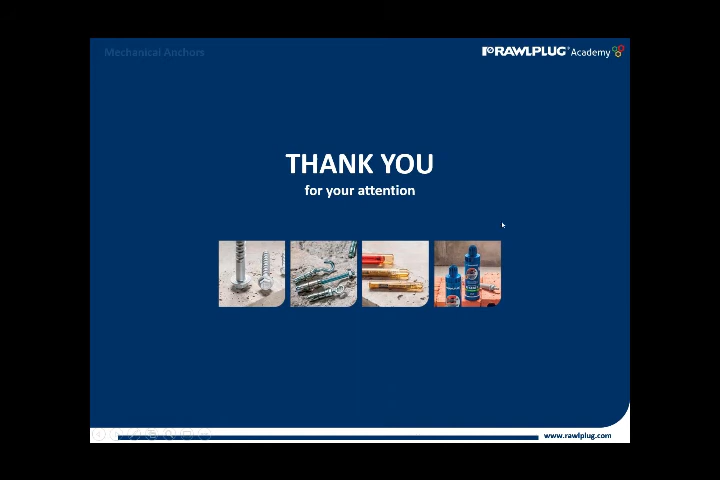 Mechanical Anchors
RAWLPLUG® Academy
THANK YOU
for your attention
www.rawlplug.com